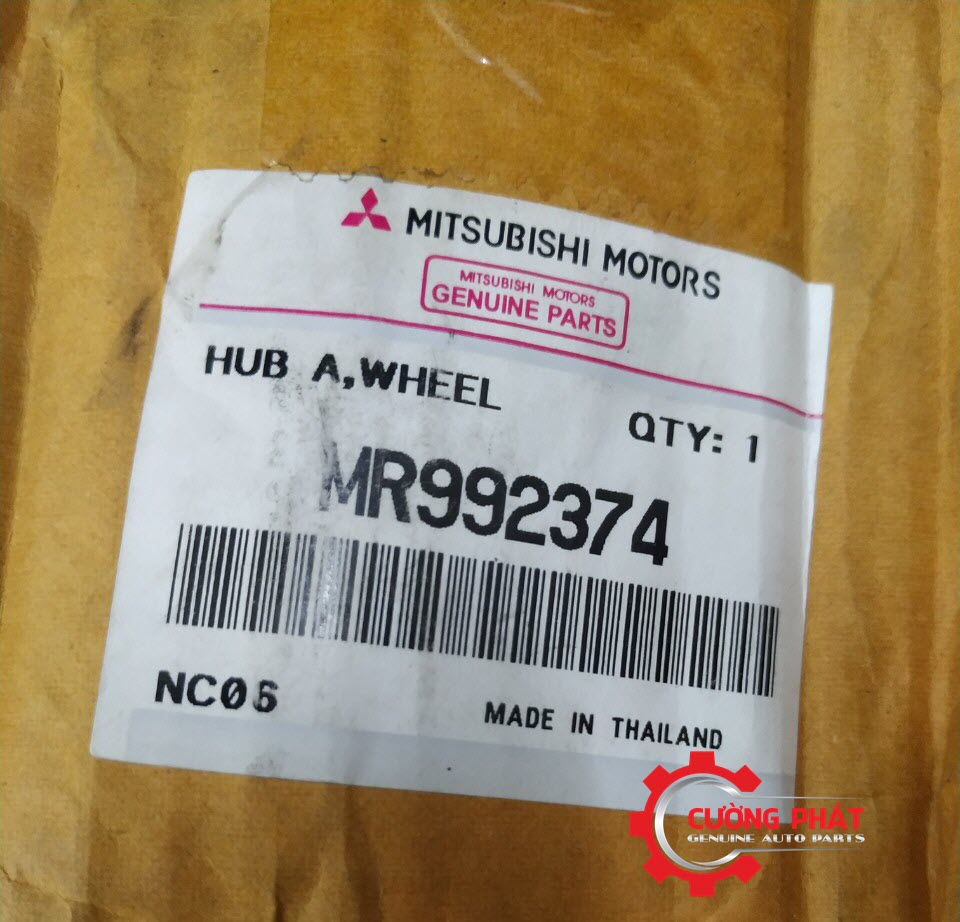 MITSUBISHI MOTORS
MITSUBISHI MOTORS
GENUINE PARTS
HUB A,WHEEL
QTY: 1
MR992374
NC06
MADE IN THAILAND
CƯỜNG PHÁT
GENUINE AUTO PARTS